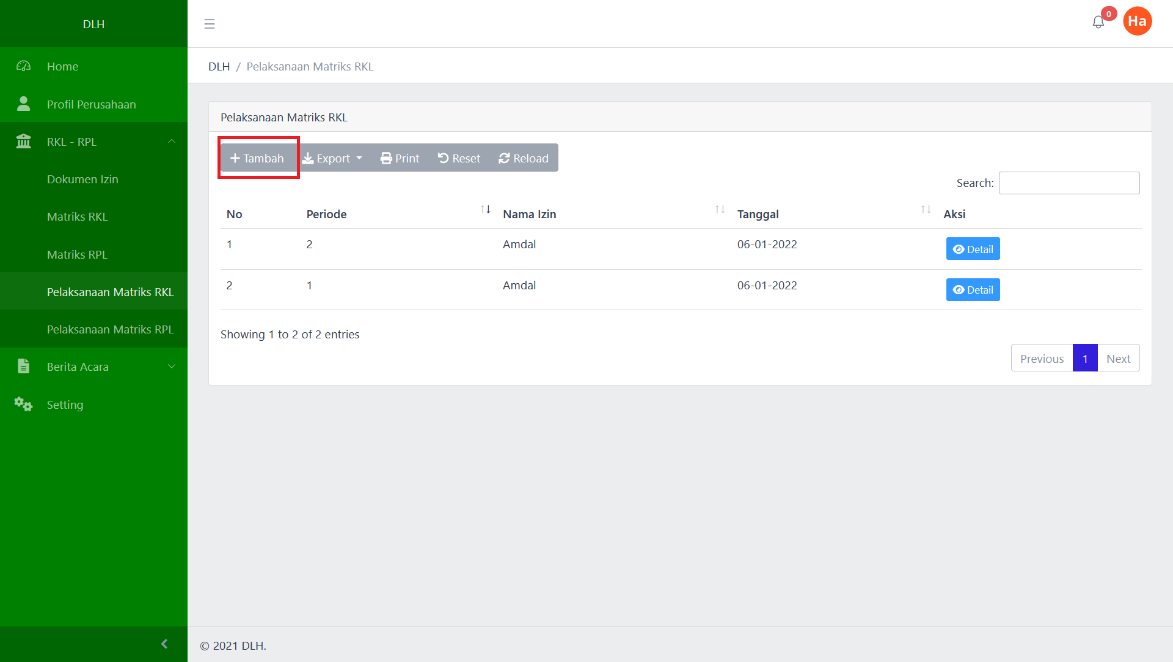 DLH
0
Ha
Home
Profil Perusahaan
RKL - RPL
Dokumen Izin
Matriks RKL
Matriks RPL
Pelaksanaan Matriks RKL
Pelaksanaan Matriks RPL
Berita Acara
Setting
DLH / Pelaksanaan Matriks RKL
Pelaksanaan Matriks RKL
Tambah Export Print Reset Reload
Search:
No Periode Nama Izin Tanggal Aksi
1 2 Amdal 06-01-2022 Detail
2 1 Amdal 06-01-2022 Detail
Showing 1 to 2 of 2 entries
Previous 1 Next
© 2021 DLH.